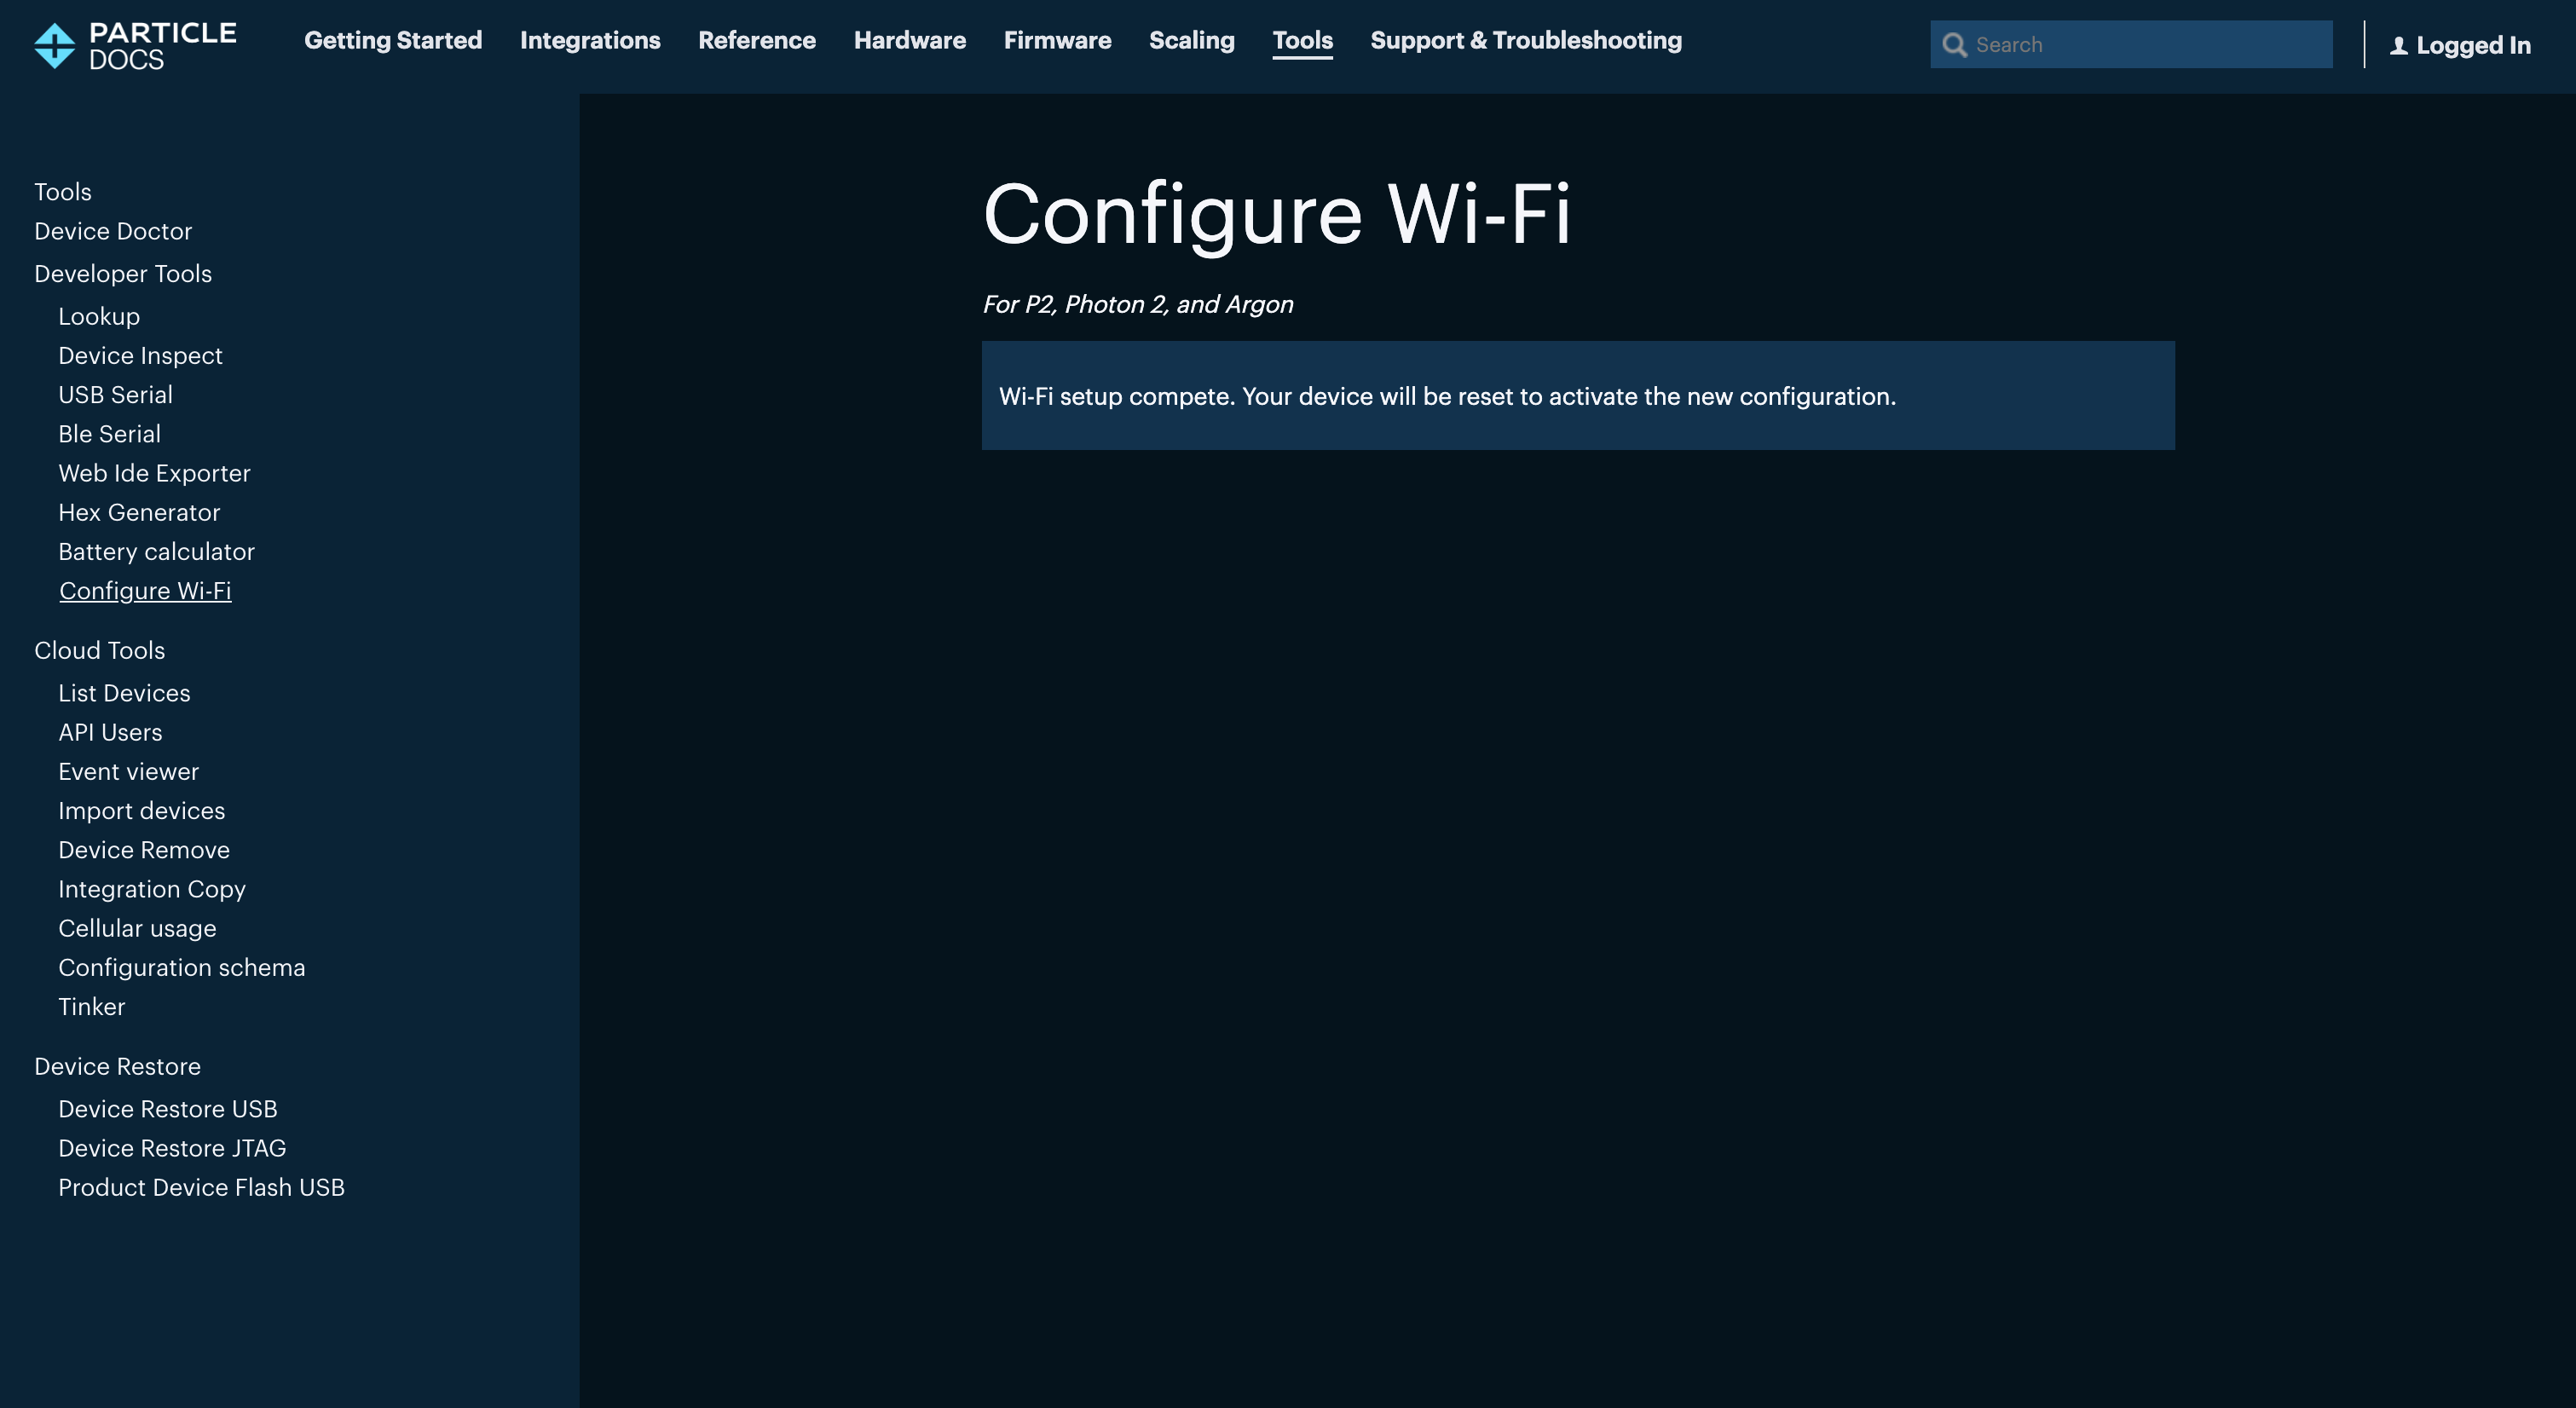 PARTICLE
DOCS
Getting Started Integrations Reference Hardware Firmware Scaling Tools Support & Troubleshooting
Search
Logged In
Tools
Device Doctor
Developer Tools
Lookup
Device Inspect
USB Serial
Ble Serial
Web Ide Exporter
Hex Generator
Battery calculator
Configure Wi-Fi
Cloud Tools
List Devices
API Users
Event viewer
Import devices
Device Remove
Integration Copy
Cellular usage
Configuration schema
Tinker
Device Restore
Device Restore USB
Device Restore JTAG
Product Device Flash USB
Configure Wi-Fi
For P2, Photon 2, and Argon
Wi-Fi setup compete. Your device will be reset to activate the new configuration.